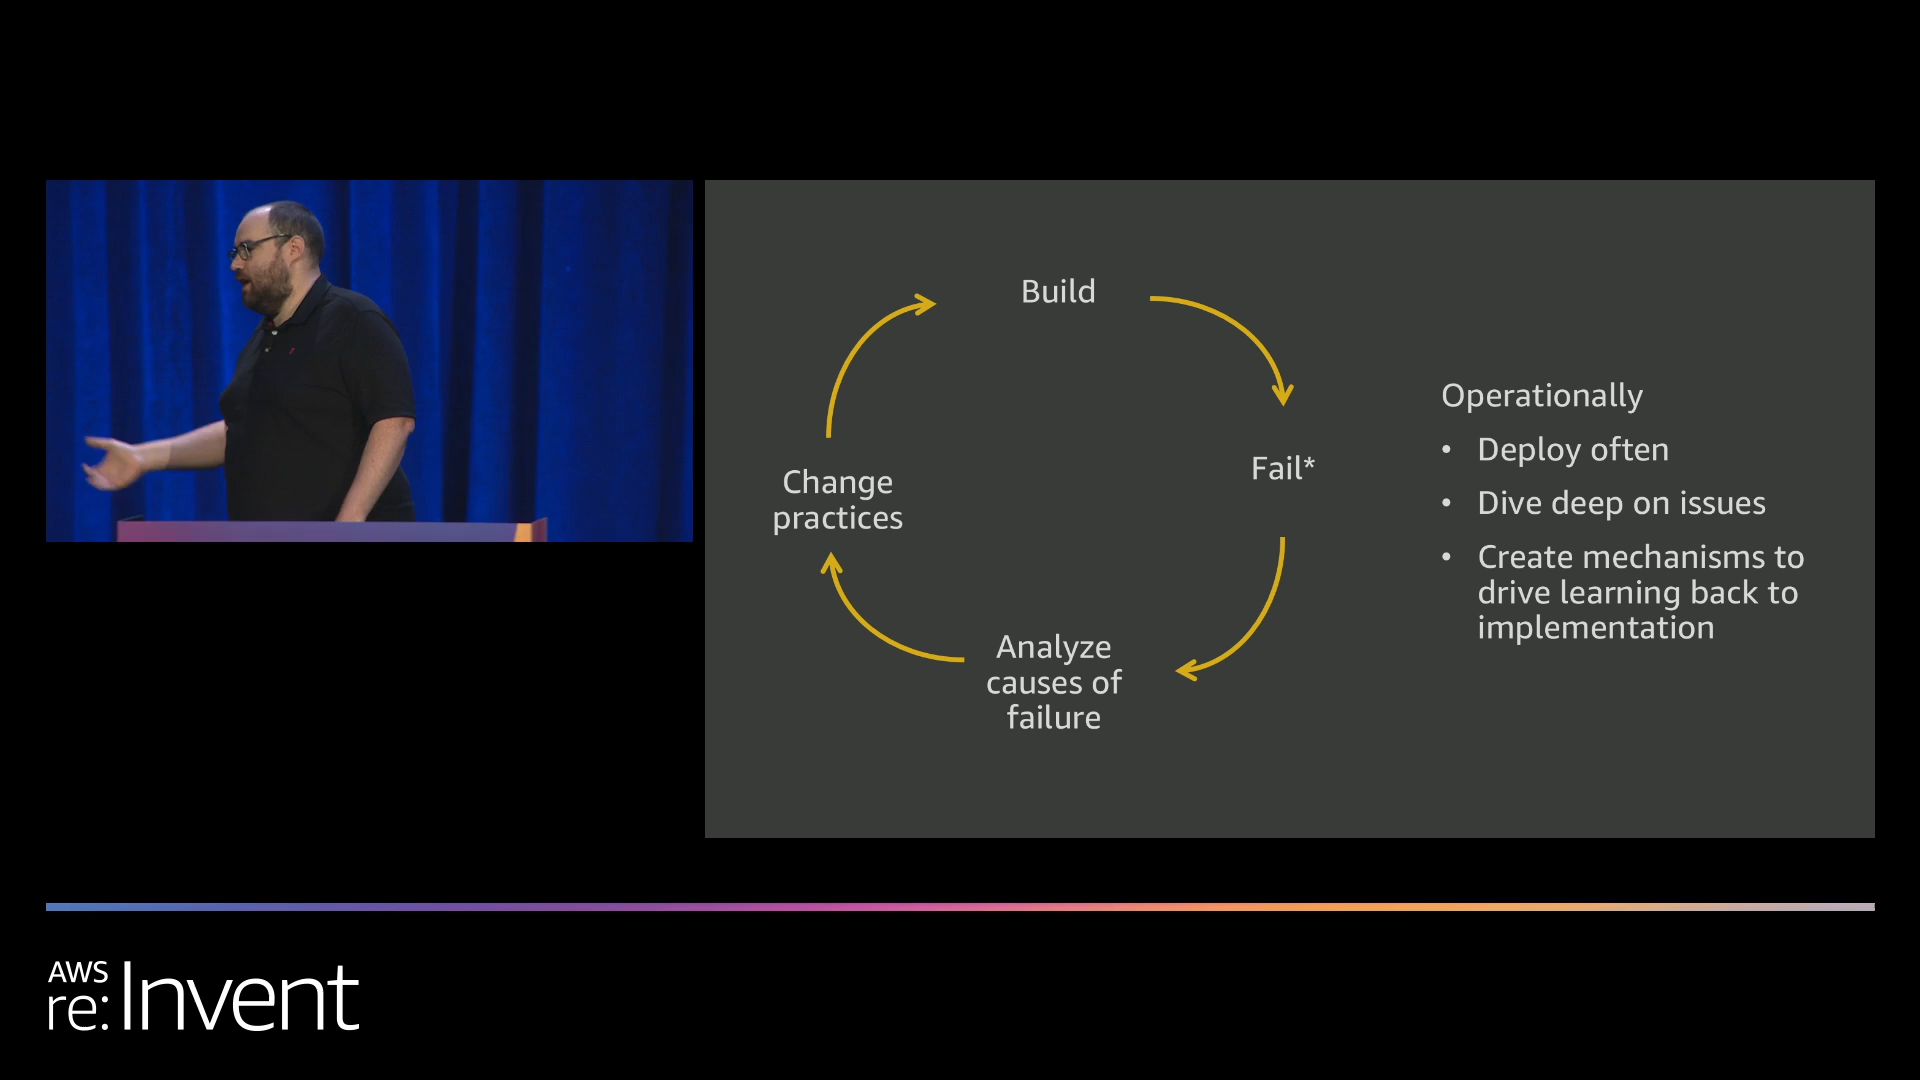 Build
Fail*
Analyze
causes of
failure
Change
practices
Operationally
• Deploy often
• Dive deep on issues
• Create mechanisms to
drive learning back to
implementation
AWS
re:Invent